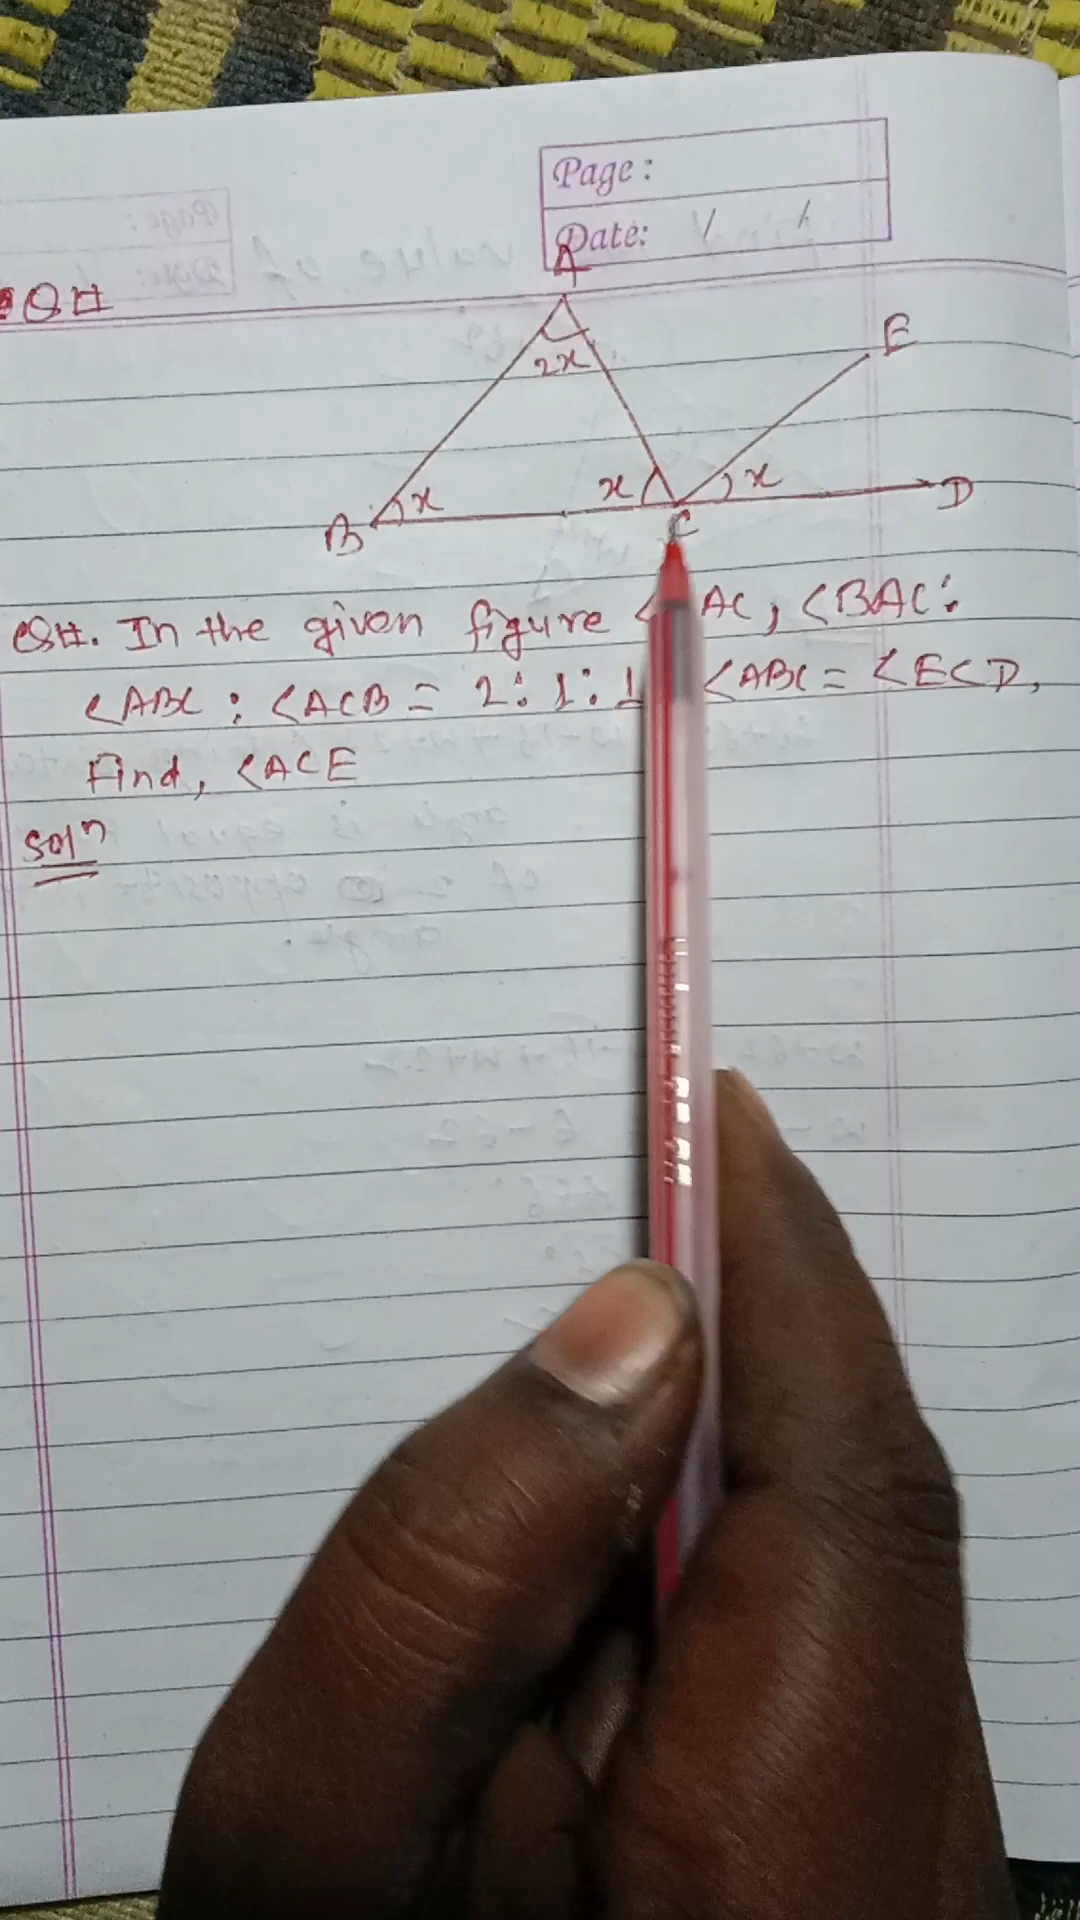 Page:
Date:
A
Q#
2x
E
x
x
x
B
C
D
Q#. In the given figure <AC, <BAC:
<ABC : <ACB = 2:1:1 <ABC = <ECD,
Find, <ACE
Solⁿ